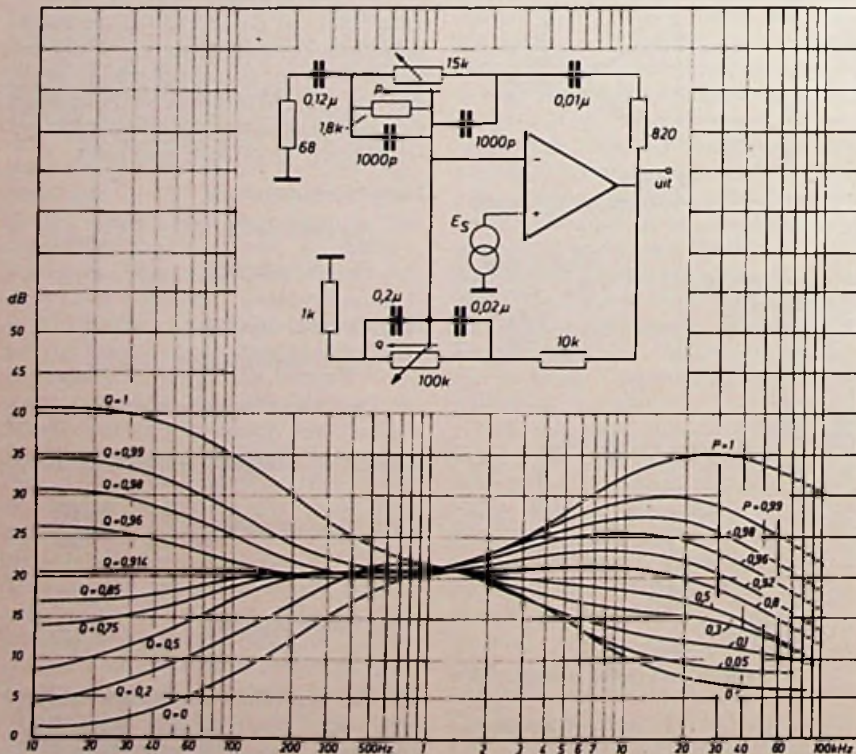 15k
0,12µ
P
1,8k
1000p
1000p
0,01µ
68
820
uit
-
+
E_S
0,2µ
0,02µ
1k
Q
100k
10k
dB
50
45
40
35
30
25
20
15
10
5
0
Q=1
Q=0,99
Q=0,98
Q=0,96
Q=0,914
Q=0,85
Q=0,75
Q=0,5
Q=0,2
Q=0
P=1
P=0,99
0,98
0,96
0,92
0,8
0,5
0,3
0,1
0,05
0
10 20 30 40 60 100 200 300 500Hz 1 2 3 4 5 6 7 10 20 30 40 60 100kHz